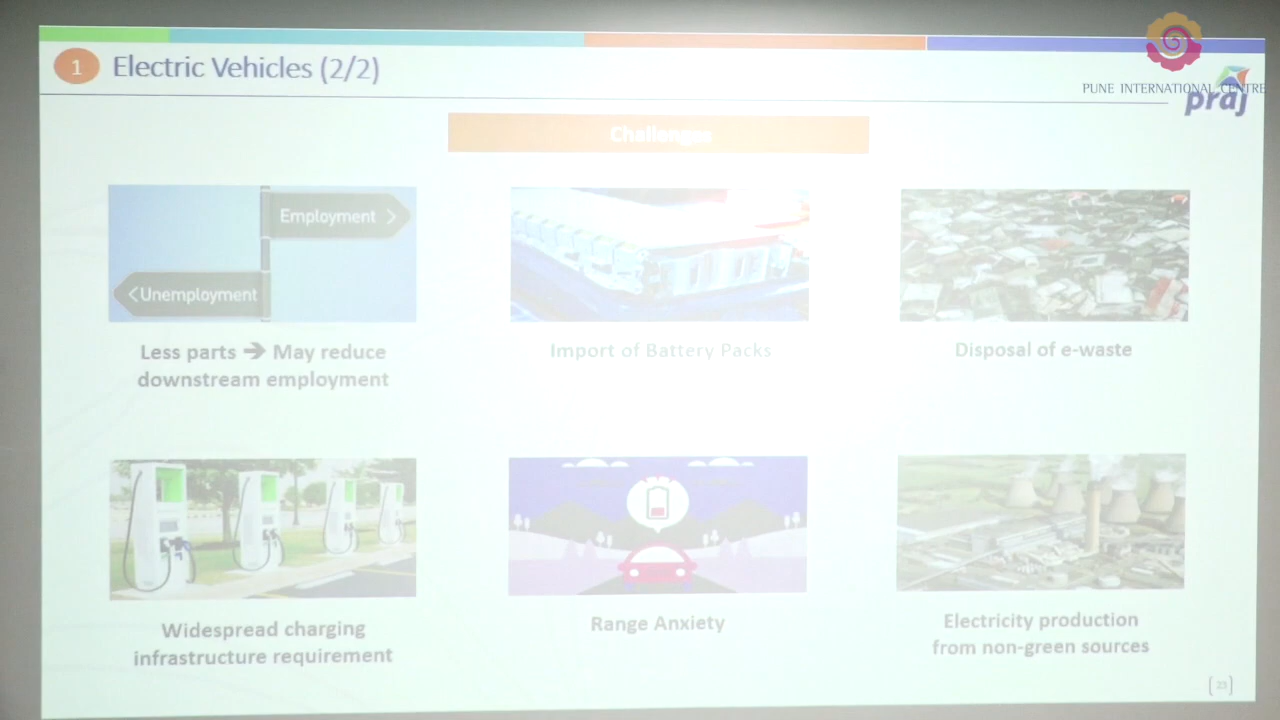 1 Electric Vehicles (2/2)
PUNE INTERNATIONAL CENTRE
praj
Challenges
Employment >
<Unemployment
Less parts ➔ May reduce
downstream employment
Import of Battery Packs
Disposal of e-waste
Widespread charging
infrastructure requirement
Range Anxiety
Electricity production
from non-green sources
[23]